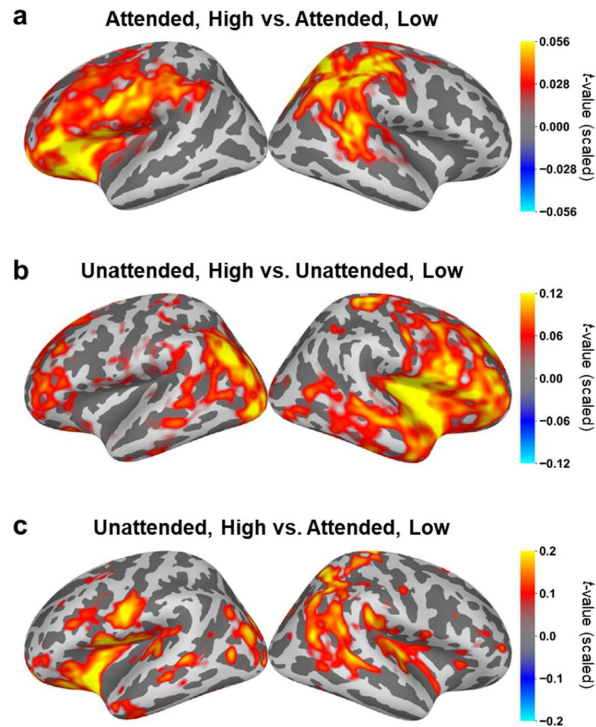 a
Attended, High vs. Attended, Low
0.056
0.028
0.000
−0.028
−0.056
t-value (scaled)
b
Unattended, High vs. Unattended, Low
0.12
0.06
0.00
−0.06
−0.12
t-value (scaled)
c
Unattended, High vs. Attended, Low
0.2
0.1
0.0
−0.1
−0.2
t-value (scaled)